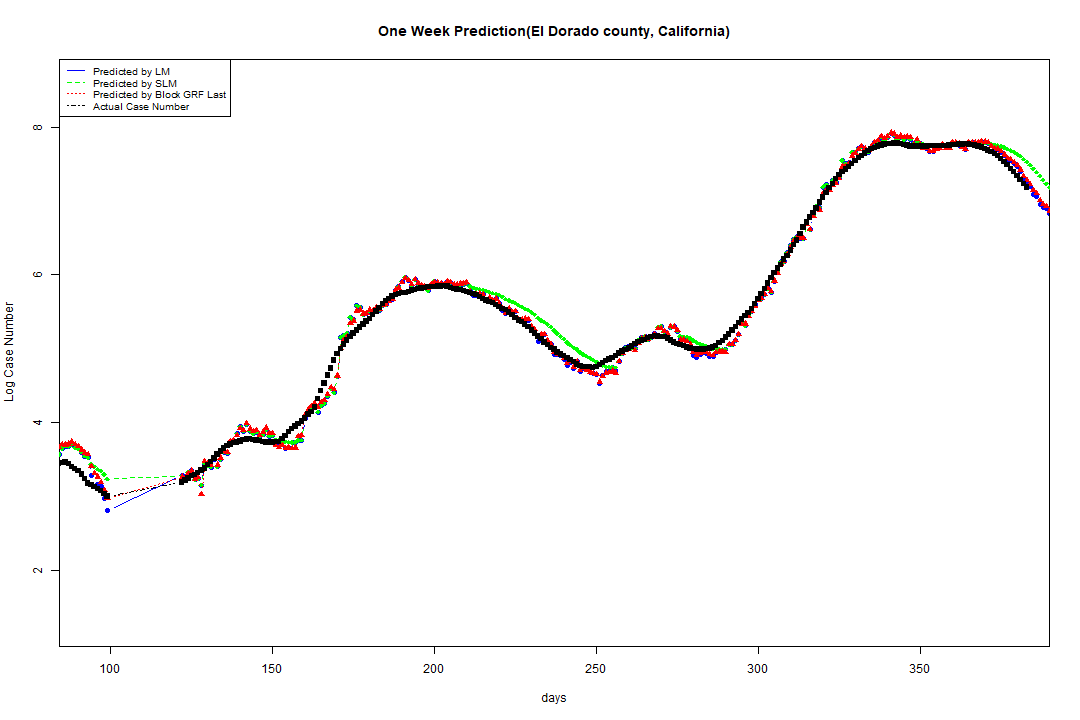 One Week Prediction(El Dorado county, California)
Predicted by LM
Predicted by SLM
Predicted by Block GRF Last
Actual Case Number
8
6
4
2
Log Case Number
100 150 200 250 300 350
days